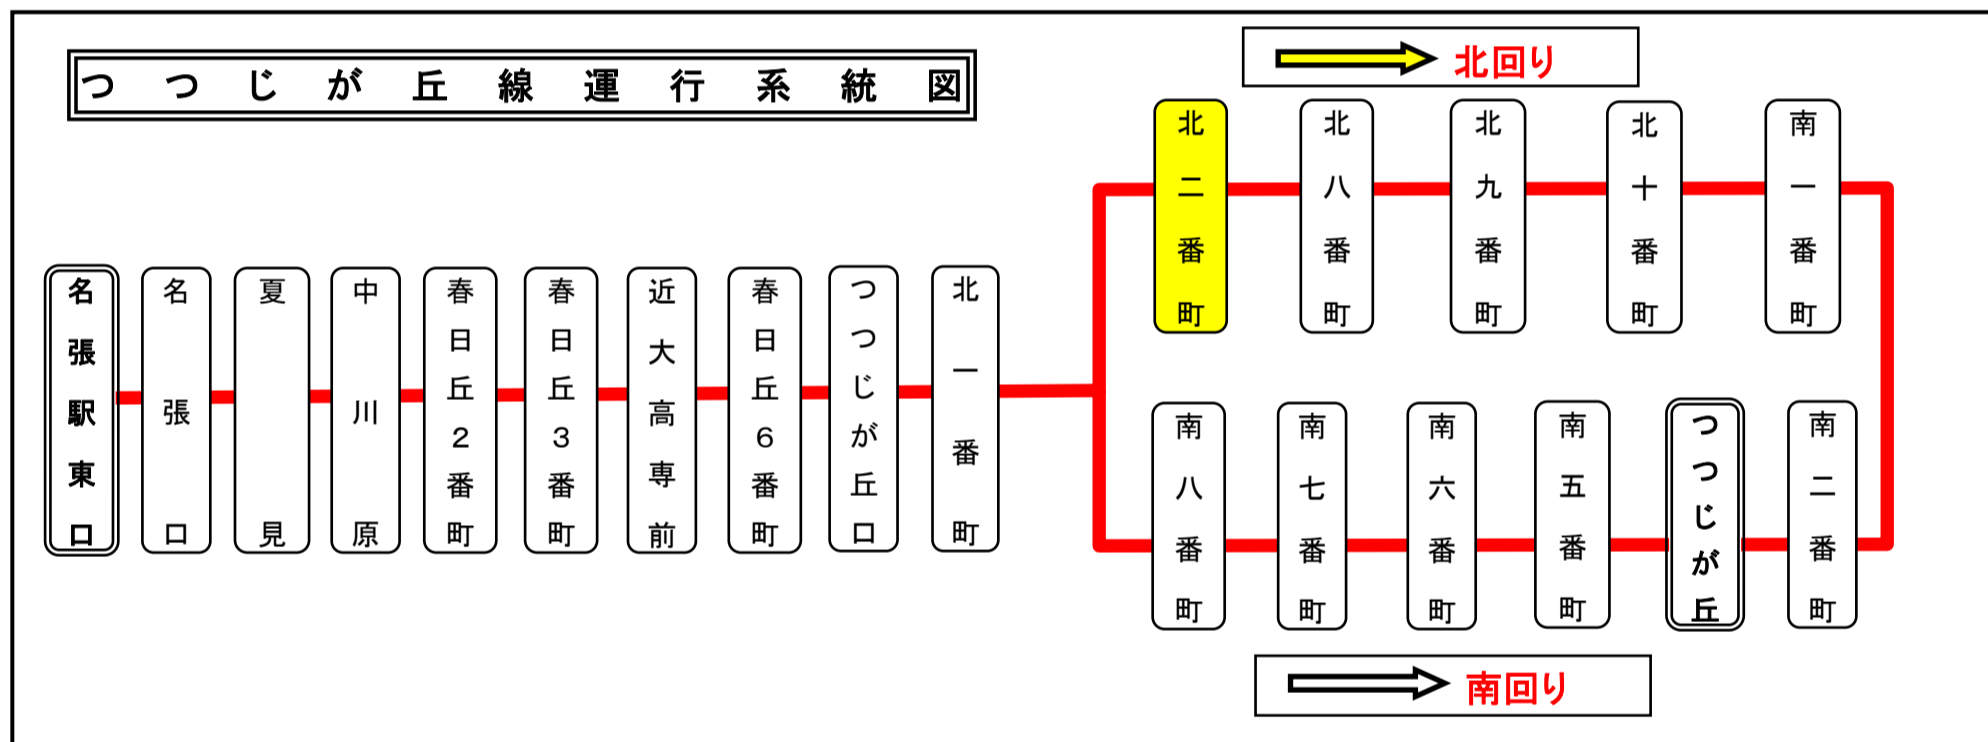 つつじが丘線運行系統図
北回り
北二番町
北八番町
北九番町
北十番町
南一番町
名張駅東口
名張口
夏見
中川原
春日丘2番町
春日丘3番町
近大高専前
春日丘6番町
つつじが丘口
北一番町
南八番町
南七番町
南六番町
南五番町
つつじが丘
南二番町
南回り